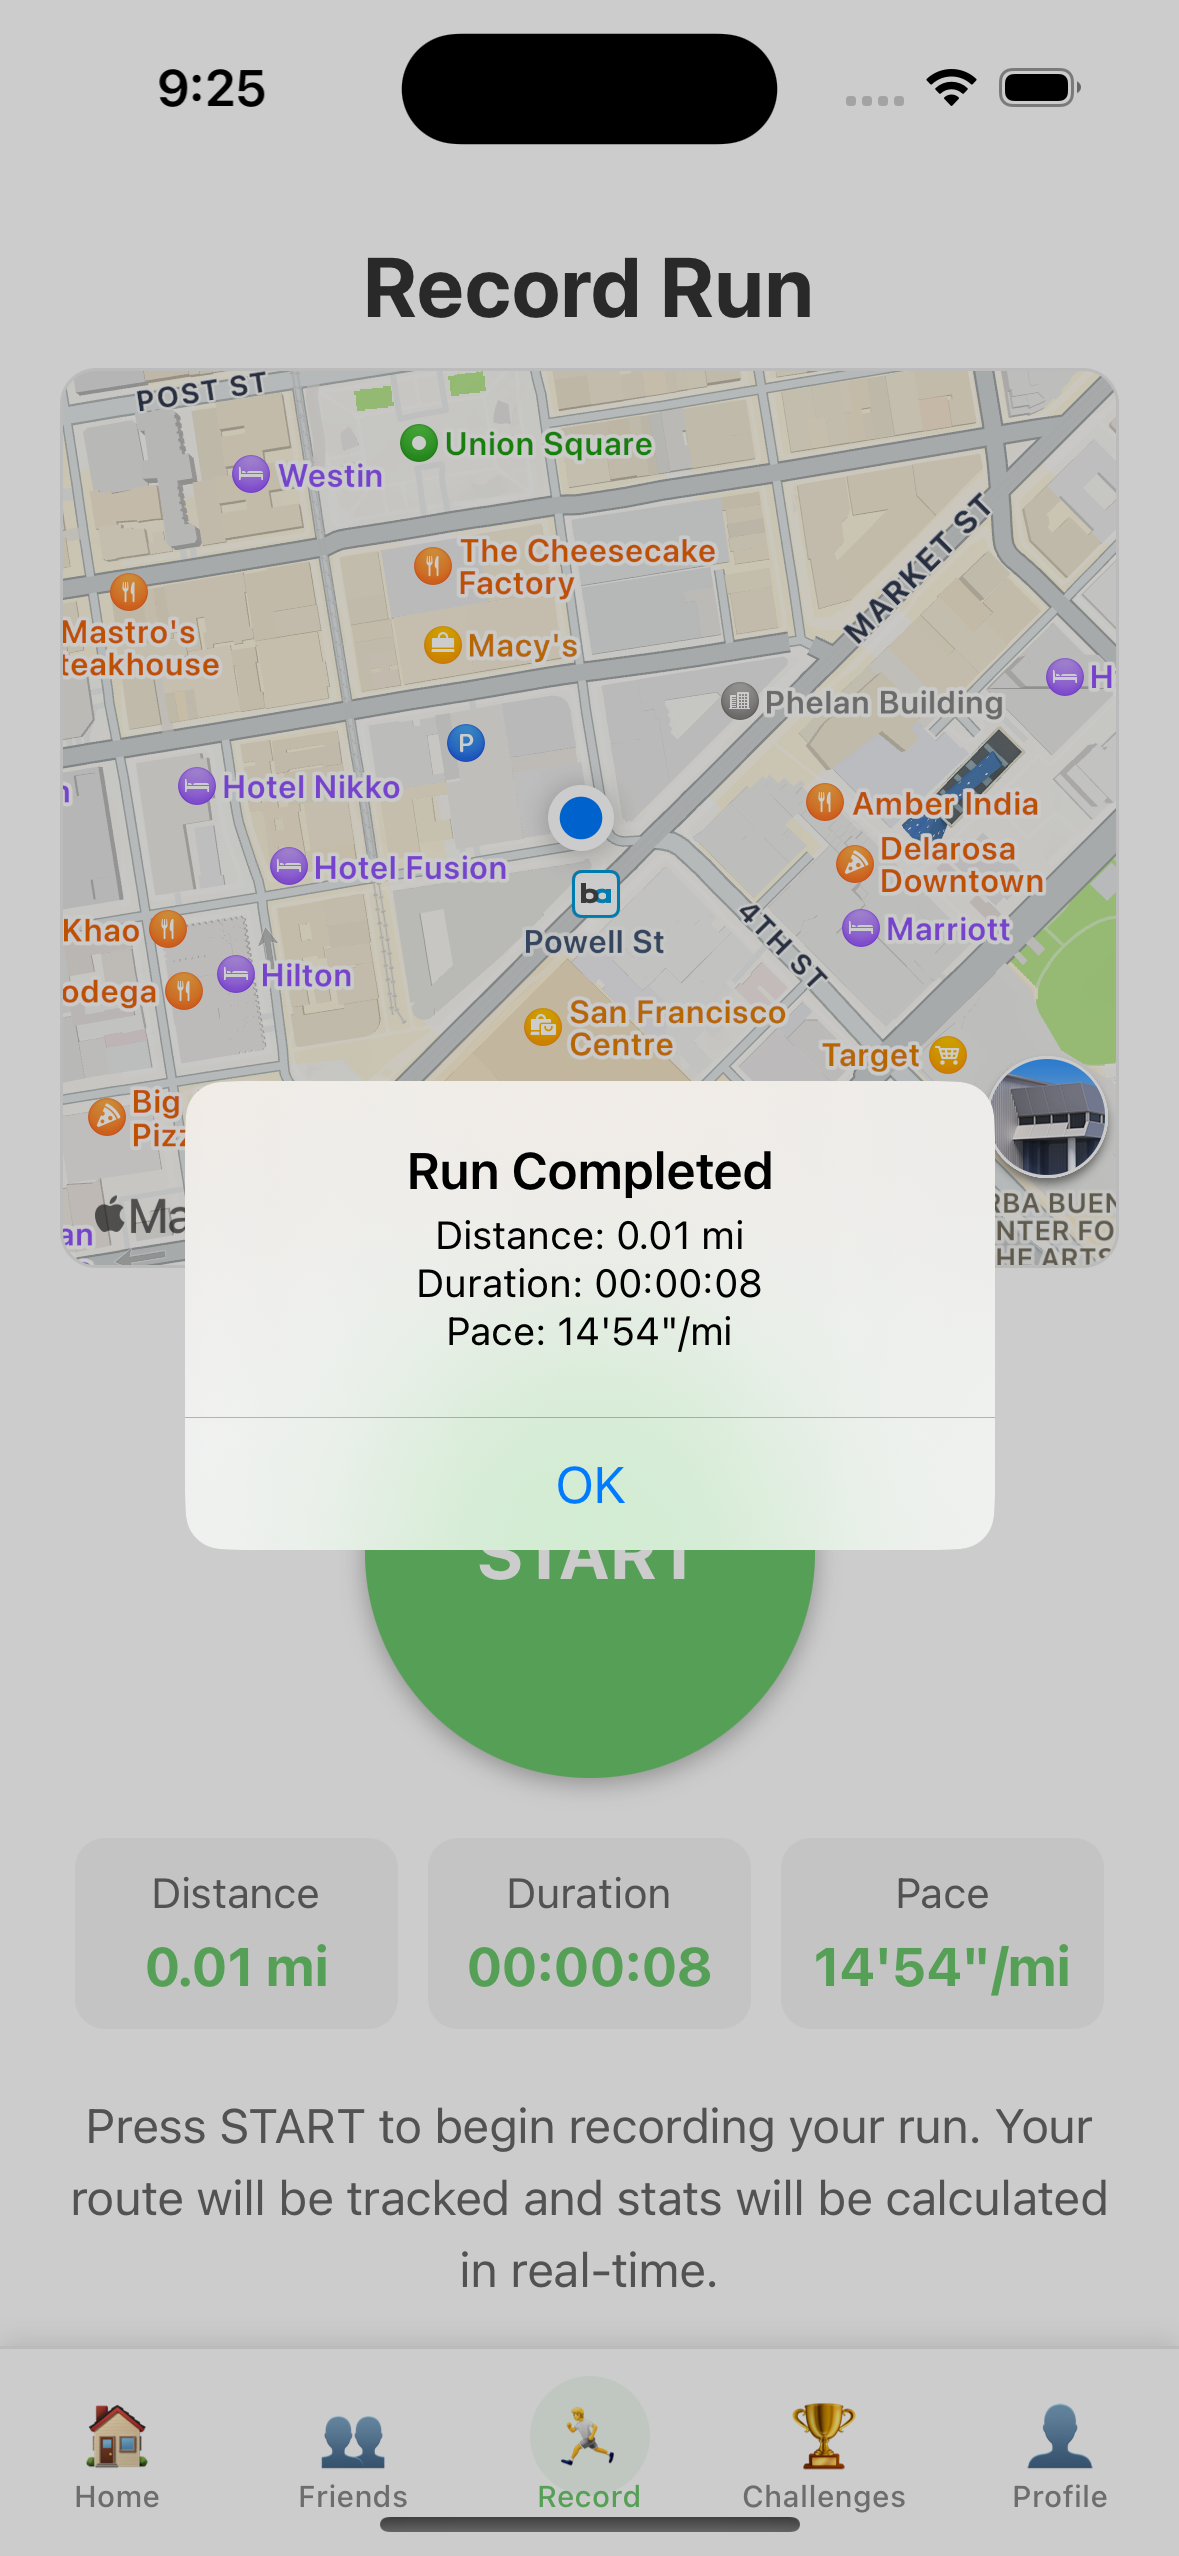 9:25
Record Run
POST ST
Union Square
Westin
MARKET ST
The Cheesecake
Factory
Mastro's
teakhouse
Macy's
H
Phelan Building
P
Hotel Nikko
Amber India
Delarosa
Downtown
Hotel Fusion
ba
Powell St
4TH ST
Marriott
Khao
Hilton
odega
San Francisco
Centre
Target
Big
Pizz
Ma
an
RBA BUEN
NTER FO
HE ARTS
Run Completed
Distance: 0.01 mi
Duration: 00:00:08
Pace: 14'54"/mi
OK
START
Distance
0.01 mi
Duration
00:00:08
Pace
14'54"/mi
Press START to begin recording your run. Your
route will be tracked and stats will be calculated
in real-time.
Home
Friends
Record
Challenges
Profile